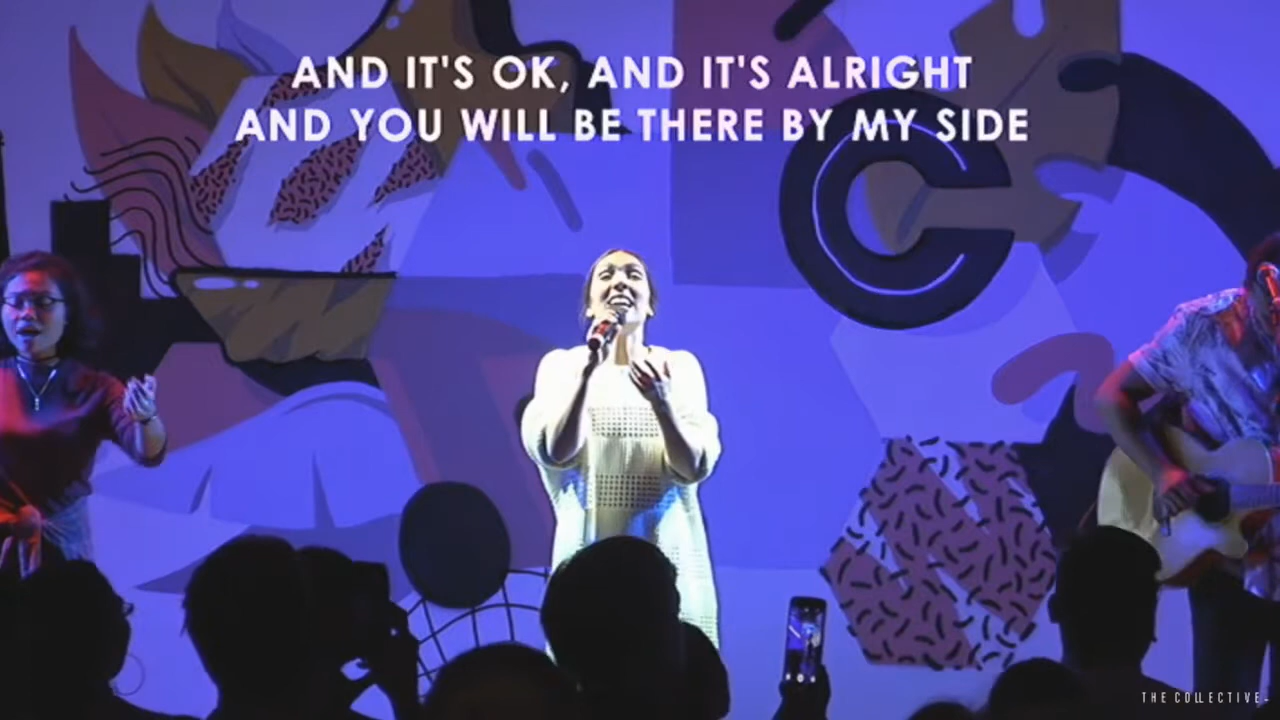 AND IT'S OK, AND IT'S ALRIGHT
AND YOU WILL BE THERE BY MY SIDE
THE COLLECTIVE-